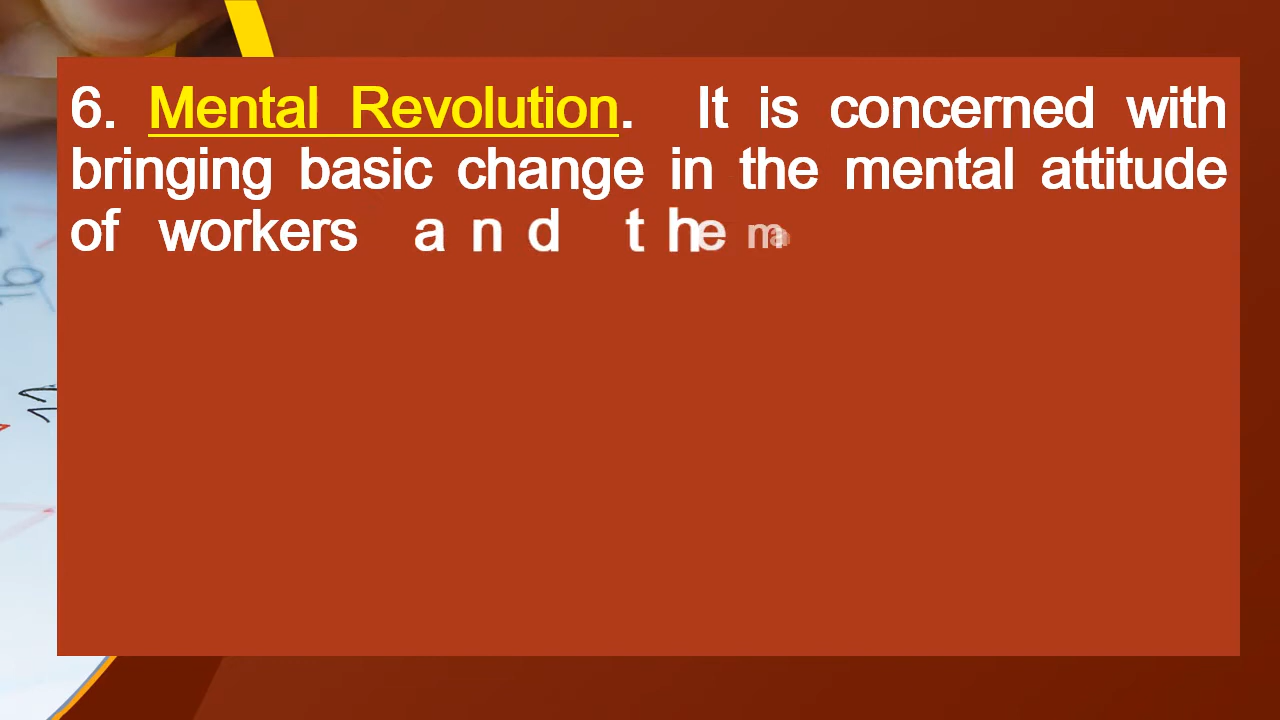 6. Mental Revolution. It is concerned with
bringing basic change in the mental attitude
of workers and the